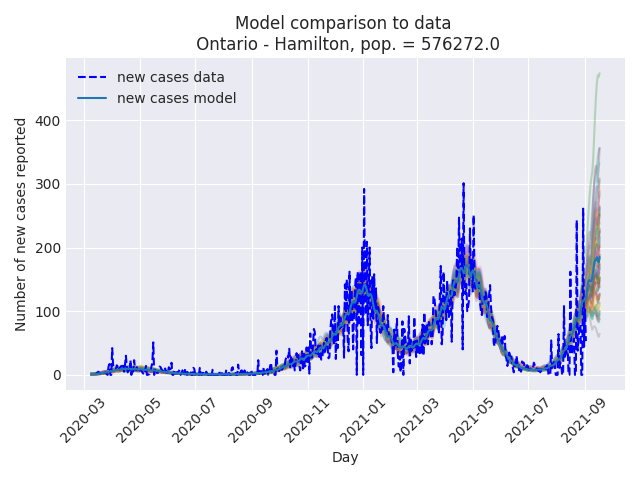 Model comparison to data
Ontario - Hamilton, pop. = 576272.0
new cases data
new cases model
Number of new cases reported
400
300
200
100
0
2020-03
2020-05
2020-07
2020-09
2020-11
2021-01
2021-03
2021-05
2021-07
2021-09
Day